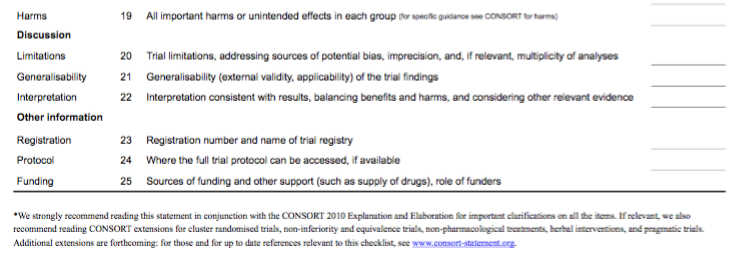 Harms 19 All important harms or unintended effects in each group (for specific guidance see CONSORT for harms)
Discussion
Limitations 20 Trial limitations, addressing sources of potential bias, imprecision, and, if relevant, multiplicity of analyses
Generalisability 21 Generalisability (external validity, applicability) of the trial findings
Interpretation 22 Interpretation consistent with results, balancing benefits and harms, and considering other relevant evidence
Other information
Registration 23 Registration number and name of trial registry
Protocol 24 Where the full trial protocol can be accessed, if available
Funding 25 Sources of funding and other support (such as supply of drugs), role of funders
*We strongly recommend reading this statement in conjunction with the CONSORT 2010 Explanation and Elaboration for important clarifications on all the items. If relevant, we also
recommend reading CONSORT extensions for cluster randomised trials, non-inferiority and equivalence trials, non-pharmacological treatments, herbal interventions, and pragmatic trials.
Additional extensions are forthcoming: for those and for up to date references relevant to this checklist, see www.consort-statement.org.